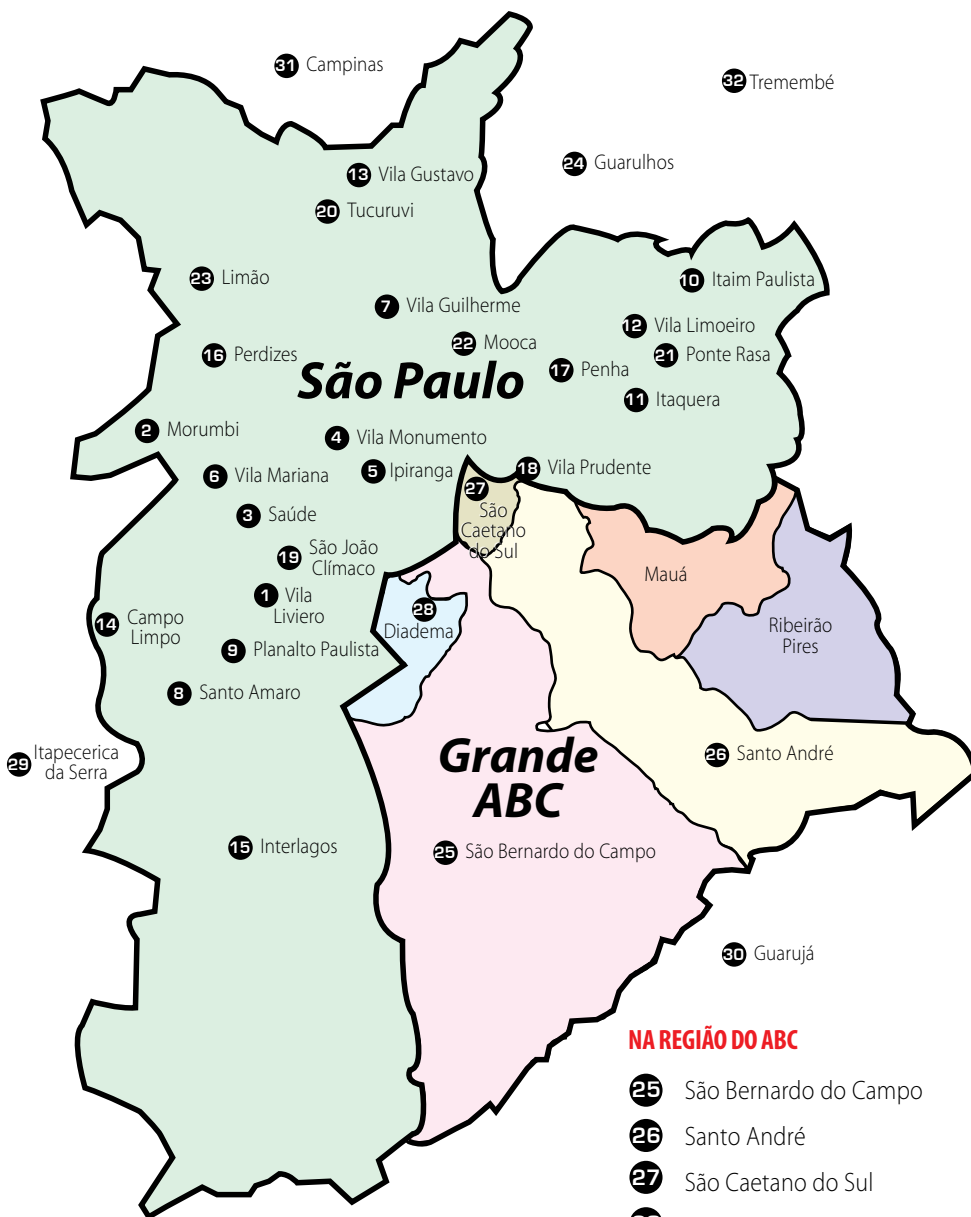 31 Campinas
32 Tremembé
24 Guarulhos
13 Vila Gustavo
20 Tucuruvi
23 Limão
10 Itaim Paulista
7 Vila Guilherme
12 Vila Limoeiro
22 Mooca
21 Ponte Rasa
16 Perdizes
17 Penha
São Paulo
11 Itaquera
2 Morumbi
4 Vila Monumento
5 Ipiranga
18 Vila Prudente
6 Vila Mariana
27
São
Caetano
do Sul
3 Saúde
19 São João
Clímaco
Mauá
1 Vila
Liviero
28
Diadema
14 Campo
Limpo
Ribeirão
Pires
9 Planalto Paulista
8 Santo Amaro
29 Itapecerica
da Serra
Grande
ABC
26 Santo André
15 Interlagos
25 São Bernardo do Campo
30 Guarujá
NA REGIÃO DO ABC
25 São Bernardo do Campo
26 Santo André
27 São Caetano do Sul